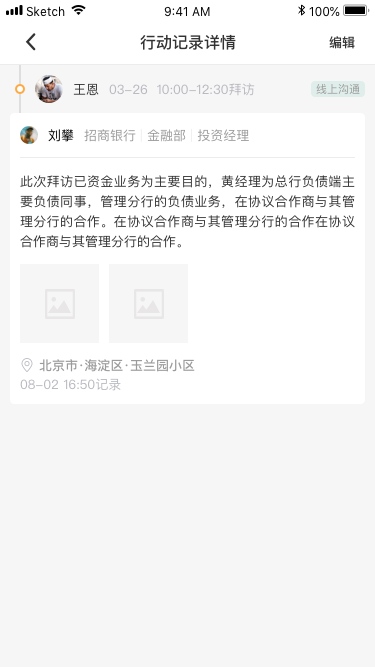 Sketch 9:41 AM 100%
行动记录详情 编辑
王恩 03-26 10:00-12:30拜访 线上沟通
刘攀 招商银行 金融部 投资经理
此次拜访已资金业务为主要目的，黄经理为总行负债端主
要负债同事，管理分行的负债业务，在协议合作商与其管
理分行的合作。在协议合作商与其管理分行的合作在协议
合作商与其管理分行的合作。
北京市·海淀区·玉兰园小区
08-02 16:50记录